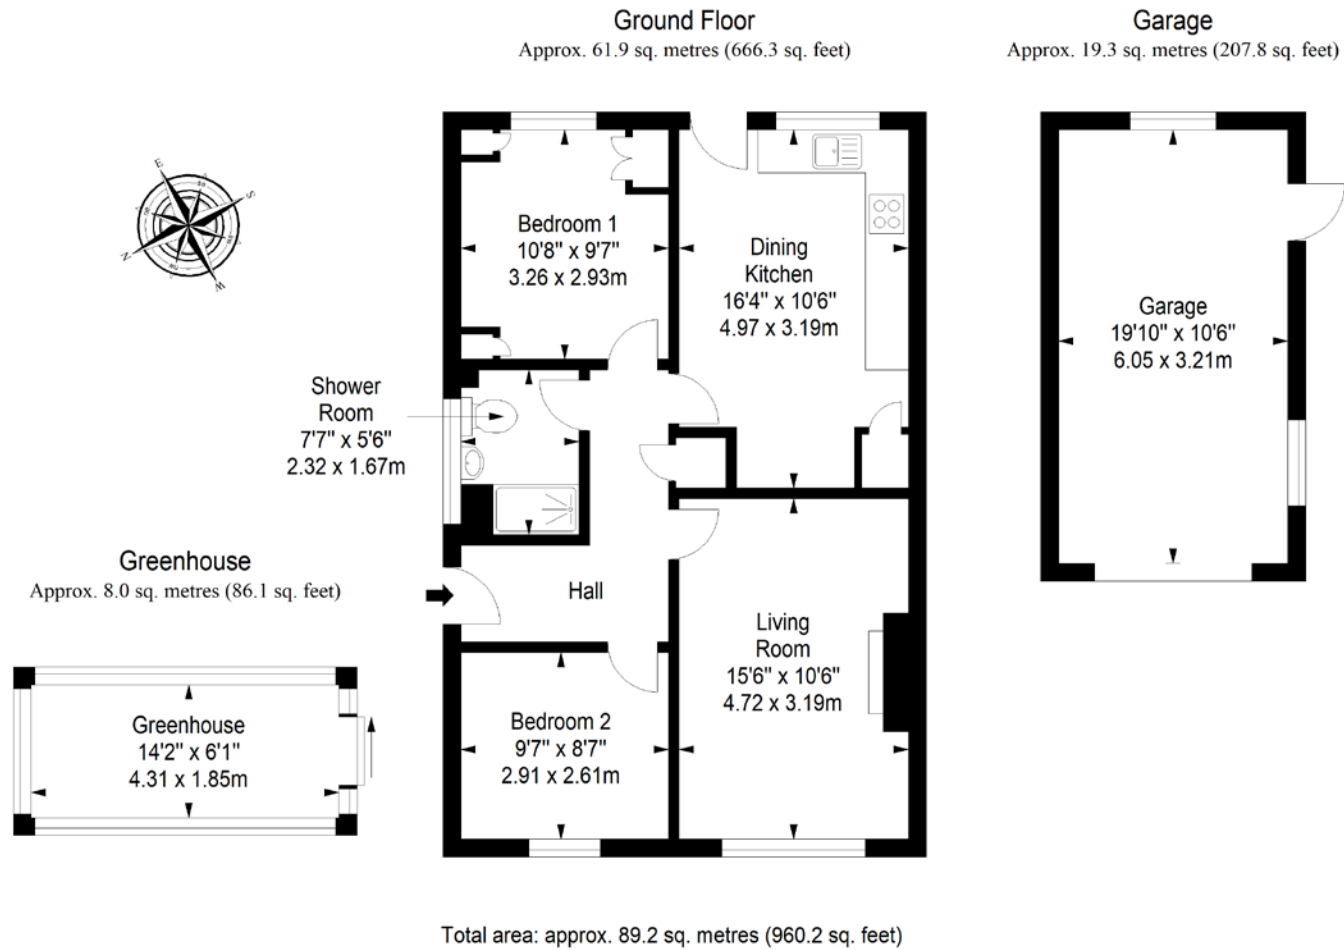 Ground Floor
Approx. 61.9 sq. metres (666.3 sq. feet)
Garage
Approx. 19.3 sq. metres (207.8 sq. feet)
E
S
N
W
Bedroom 1
10'8" x 9'7"
3.26 x 2.93m
Dining
Kitchen
16'4" x 10'6"
4.97 x 3.19m
Garage
19'10" x 10'6"
6.05 x 3.21m
Shower
Room
7'7" x 5'6"
2.32 x 1.67m
Greenhouse
Approx. 8.0 sq. metres (86.1 sq. feet)
Hall
Living
Room
15'6" x 10'6"
4.72 x 3.19m
Greenhouse
14'2" x 6'1"
4.31 x 1.85m
Bedroom 2
9'7" x 8'7"
2.91 x 2.61m
Total area: approx. 89.2 sq. metres (960.2 sq. feet)